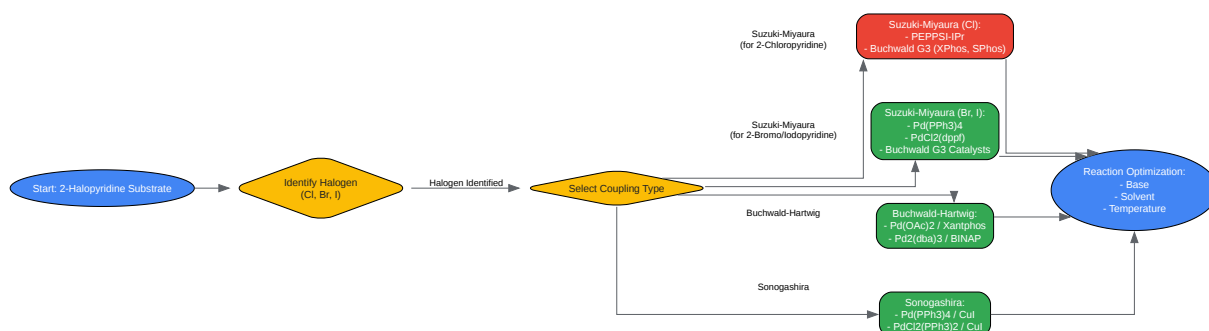 Start: 2-Halopyridine Substrate
Identify Halogen
(Cl, Br, I)
Halogen Identified
Select Coupling Type
Suzuki-Miyaura
(for 2-Chloropyridine)
Suzuki-Miyaura (Cl):
- PEPPSI-IPr
- Buchwald G3 (XPhos, SPhos)
Suzuki-Miyaura
(for 2-Bromo/Iodopyridine)
Suzuki-Miyaura (Br, I):
- Pd(PPh3)4
- PdCl2(dppf)
- Buchwald G3 Catalysts
Buchwald-Hartwig
Buchwald-Hartwig:
- Pd(OAc)2 / Xantphos
- Pd2(dba)3 / BINAP
Sonogashira
Sonogashira:
- Pd(PPh3)4 / CuI
- PdCl2(PPh3)2 / CuI
Reaction Optimization:
- Base
- Solvent
- Temperature